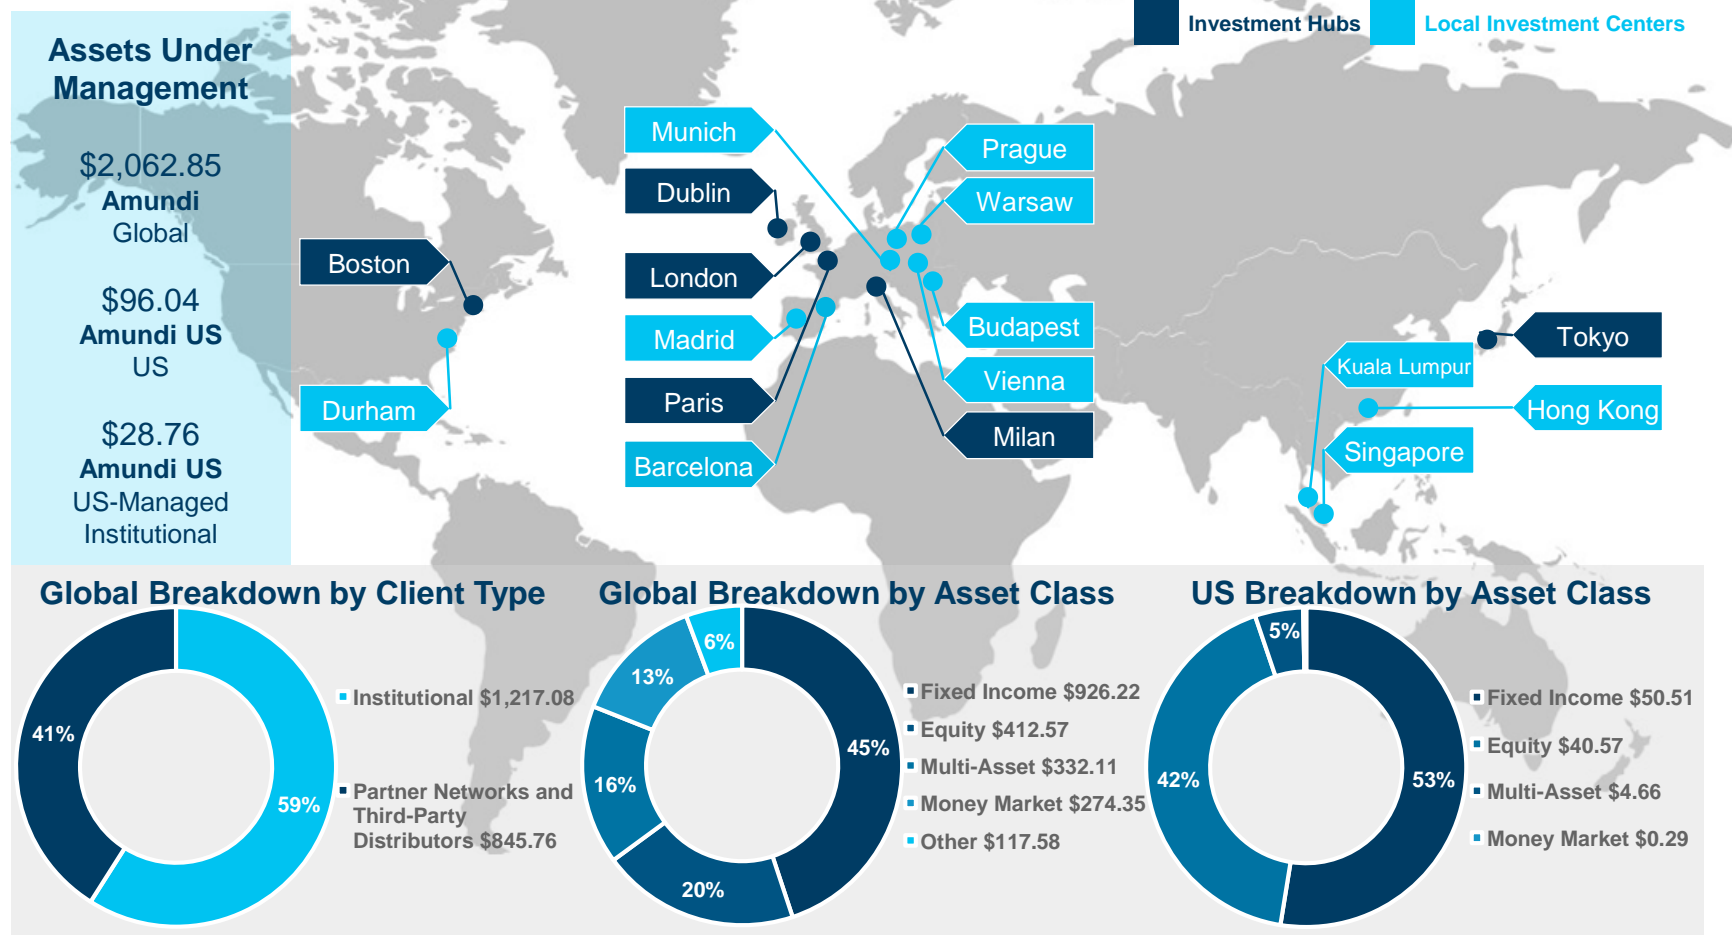 Investment Hubs
Local Investment Centers
Assets Under
Management
$2,062.85
Amundi
Global
$96.04
Amundi US
US
$28.76
Amundi US
US-Managed
Institutional
Boston
Durham
Munich
Dublin
London
Madrid
Paris
Barcelona
Prague
Warsaw
Budapest
Vienna
Milan
Tokyo
Kuala Lumpur
Hong Kong
Singapore
Global Breakdown by Client Type
41%
59%
Institutional $1,217.08
Partner Networks and
Third-Party
Distributors $845.76
Global Breakdown by Asset Class
6%
13%
16%
20%
45%
Fixed Income $926.22
Equity $412.57
Multi-Asset $332.11
Money Market $274.35
Other $117.58
US Breakdown by Asset Class
5%
42%
53%
Fixed Income $50.51
Equity $40.57
Multi-Asset $4.66
Money Market $0.29